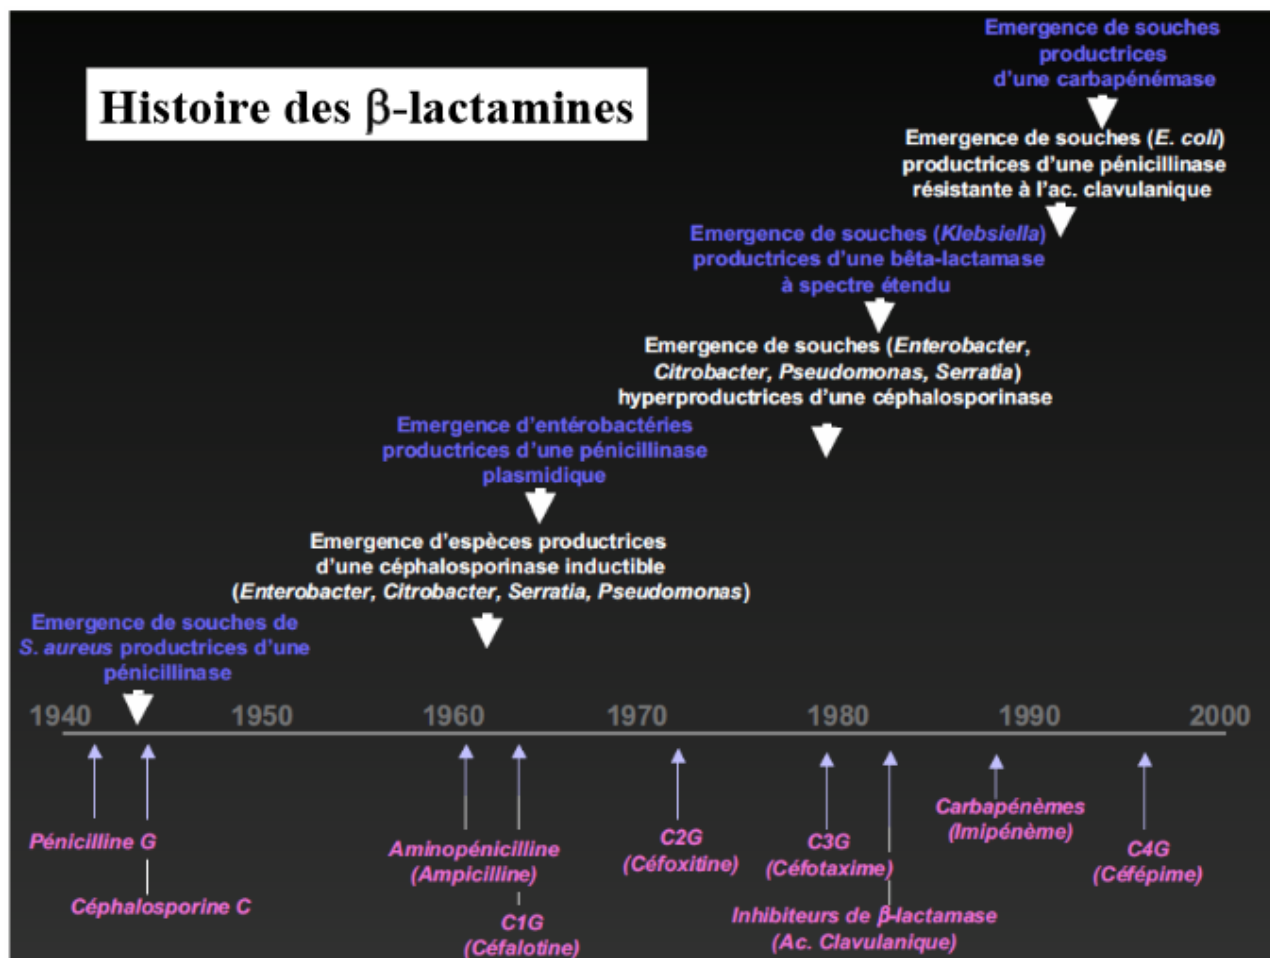 Histoire des β-lactamines
Emergence de souches
productrices
d'une carbapénémase
Emergence de souches (E. coli)
productrices d'une pénicillinase
résistante à l'ac. clavulanique
Emergence de souches (Klebsiella)
productrices d'une bêta-lactamase
à spectre étendu
Emergence de souches (Enterobacter,
Citrobacter, Pseudomonas, Serratia)
hyperproductrices d'une céphalosporinase
Emergence d'entérobactéries
productrices d'une pénicillinase
plasmidique
Emergence d'espèces productrices
d'une céphalosporinase inductible
(Enterobacter, Citrobacter, Serratia, Pseudomonas)
Emergence de souches de
S. aureus productrices d'une
pénicillinase
1940 1950 1960 1970 1980 1990 2000
Pénicilline G
Céphalosporine C
Aminopénicilline
(Ampicilline)
C1G
(Céfalotine)
C2G
(Céfoxitine)
C3G
(Céfotaxime)
Inhibiteurs de β-lactamase
(Ac. Clavulanique)
Carbapénèmes
(Imipénème)
C4G
(Céfépime)